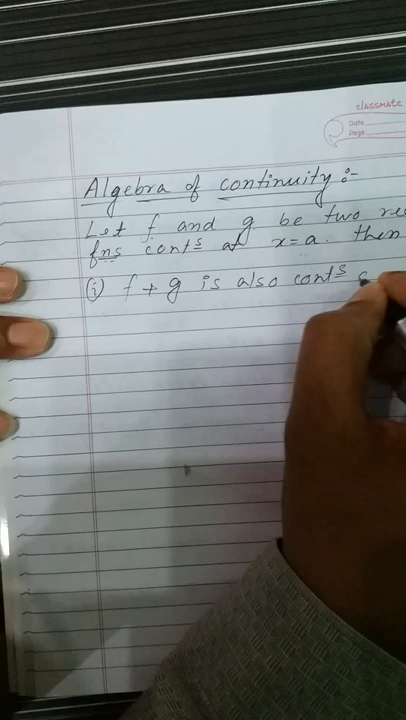 classmate
Date
Page
Algebra of continuity :-
Let f and g be two
fns conts at x=a. then
(i) f + g is also conts